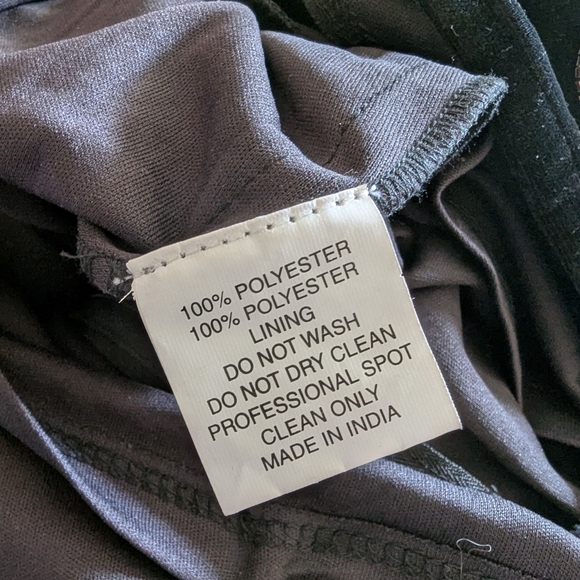 100% POLYESTER
100% POLYESTER
LINING
DO NOT WASH
DO NOT DRY CLEAN
PROFESSIONAL SPOT
CLEAN ONLY
MADE IN INDIA